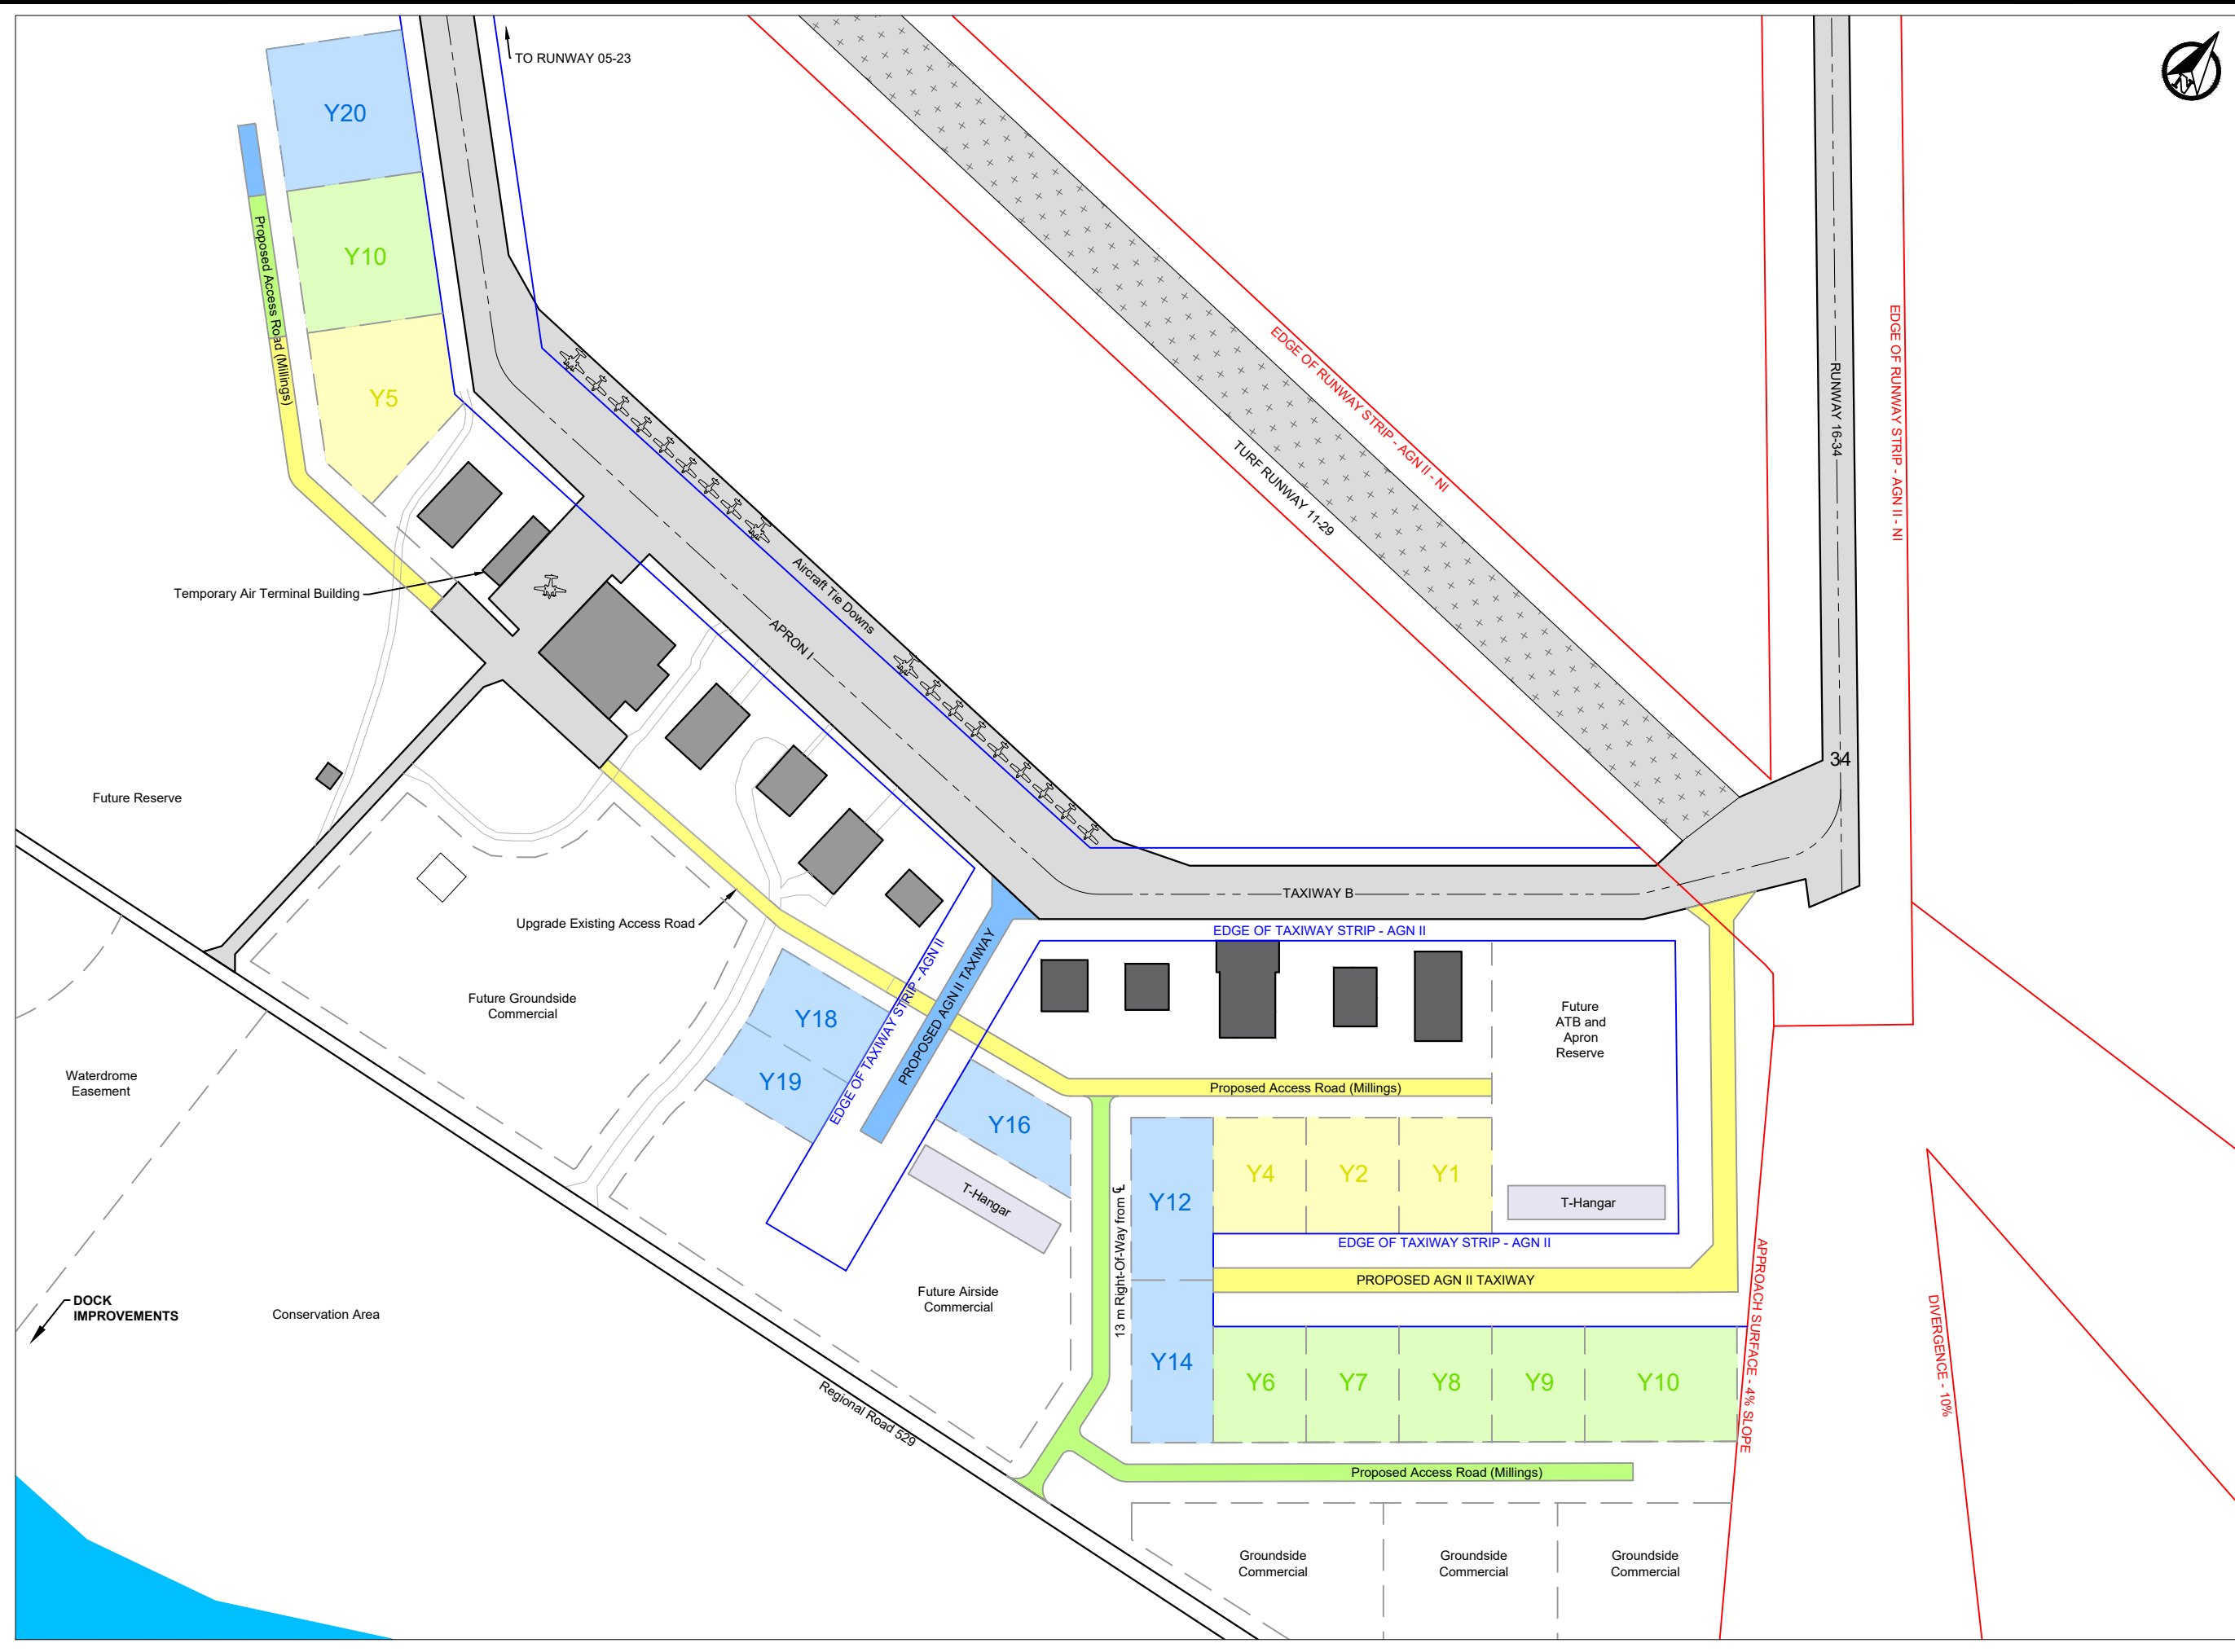 TO RUNWAY 05-23
Y20
Y10
Proposed Access Road (Millings)
Y5
EDGE OF RUNWAY STRIP - AGN II - NI
EDGE OF RUNWAY STRIP - AGN II - NI
RUNWAY 16-34
TURF RUNWAY 11-29
Aircraft Tie Downs
Temporary Air Terminal Building
APRON I
34
Future Reserve
TAXIWAY B
Upgrade Existing Access Road
EDGE OF TAXIWAY STRIP - AGN II
EDGE OF TAXIWAY STRIP - AGN II
PROPOSED AGN II TAXIWAY
Future Groundside
Commercial
Y18
Y19
Future
ATB and
Apron
Reserve
Waterdrome
Easement
Proposed Access Road (Millings)
Y16
T-Hangar
13 m Right-Of-Way from ℄
Y12
Y4
Y2
Y1
T-Hangar
EDGE OF TAXIWAY STRIP - AGN II
PROPOSED AGN II TAXIWAY
APPROACH SURFACE - 4% SLOPE
DIVERGENCE - 10%
DOCK
IMPROVEMENTS
Conservation Area
Future Airside
Commercial
Y14
Y6
Y7
Y8
Y9
Y10
Regional Road 529
Proposed Access Road (Millings)
Groundside
Commercial
Groundside
Commercial
Groundside
Commercial